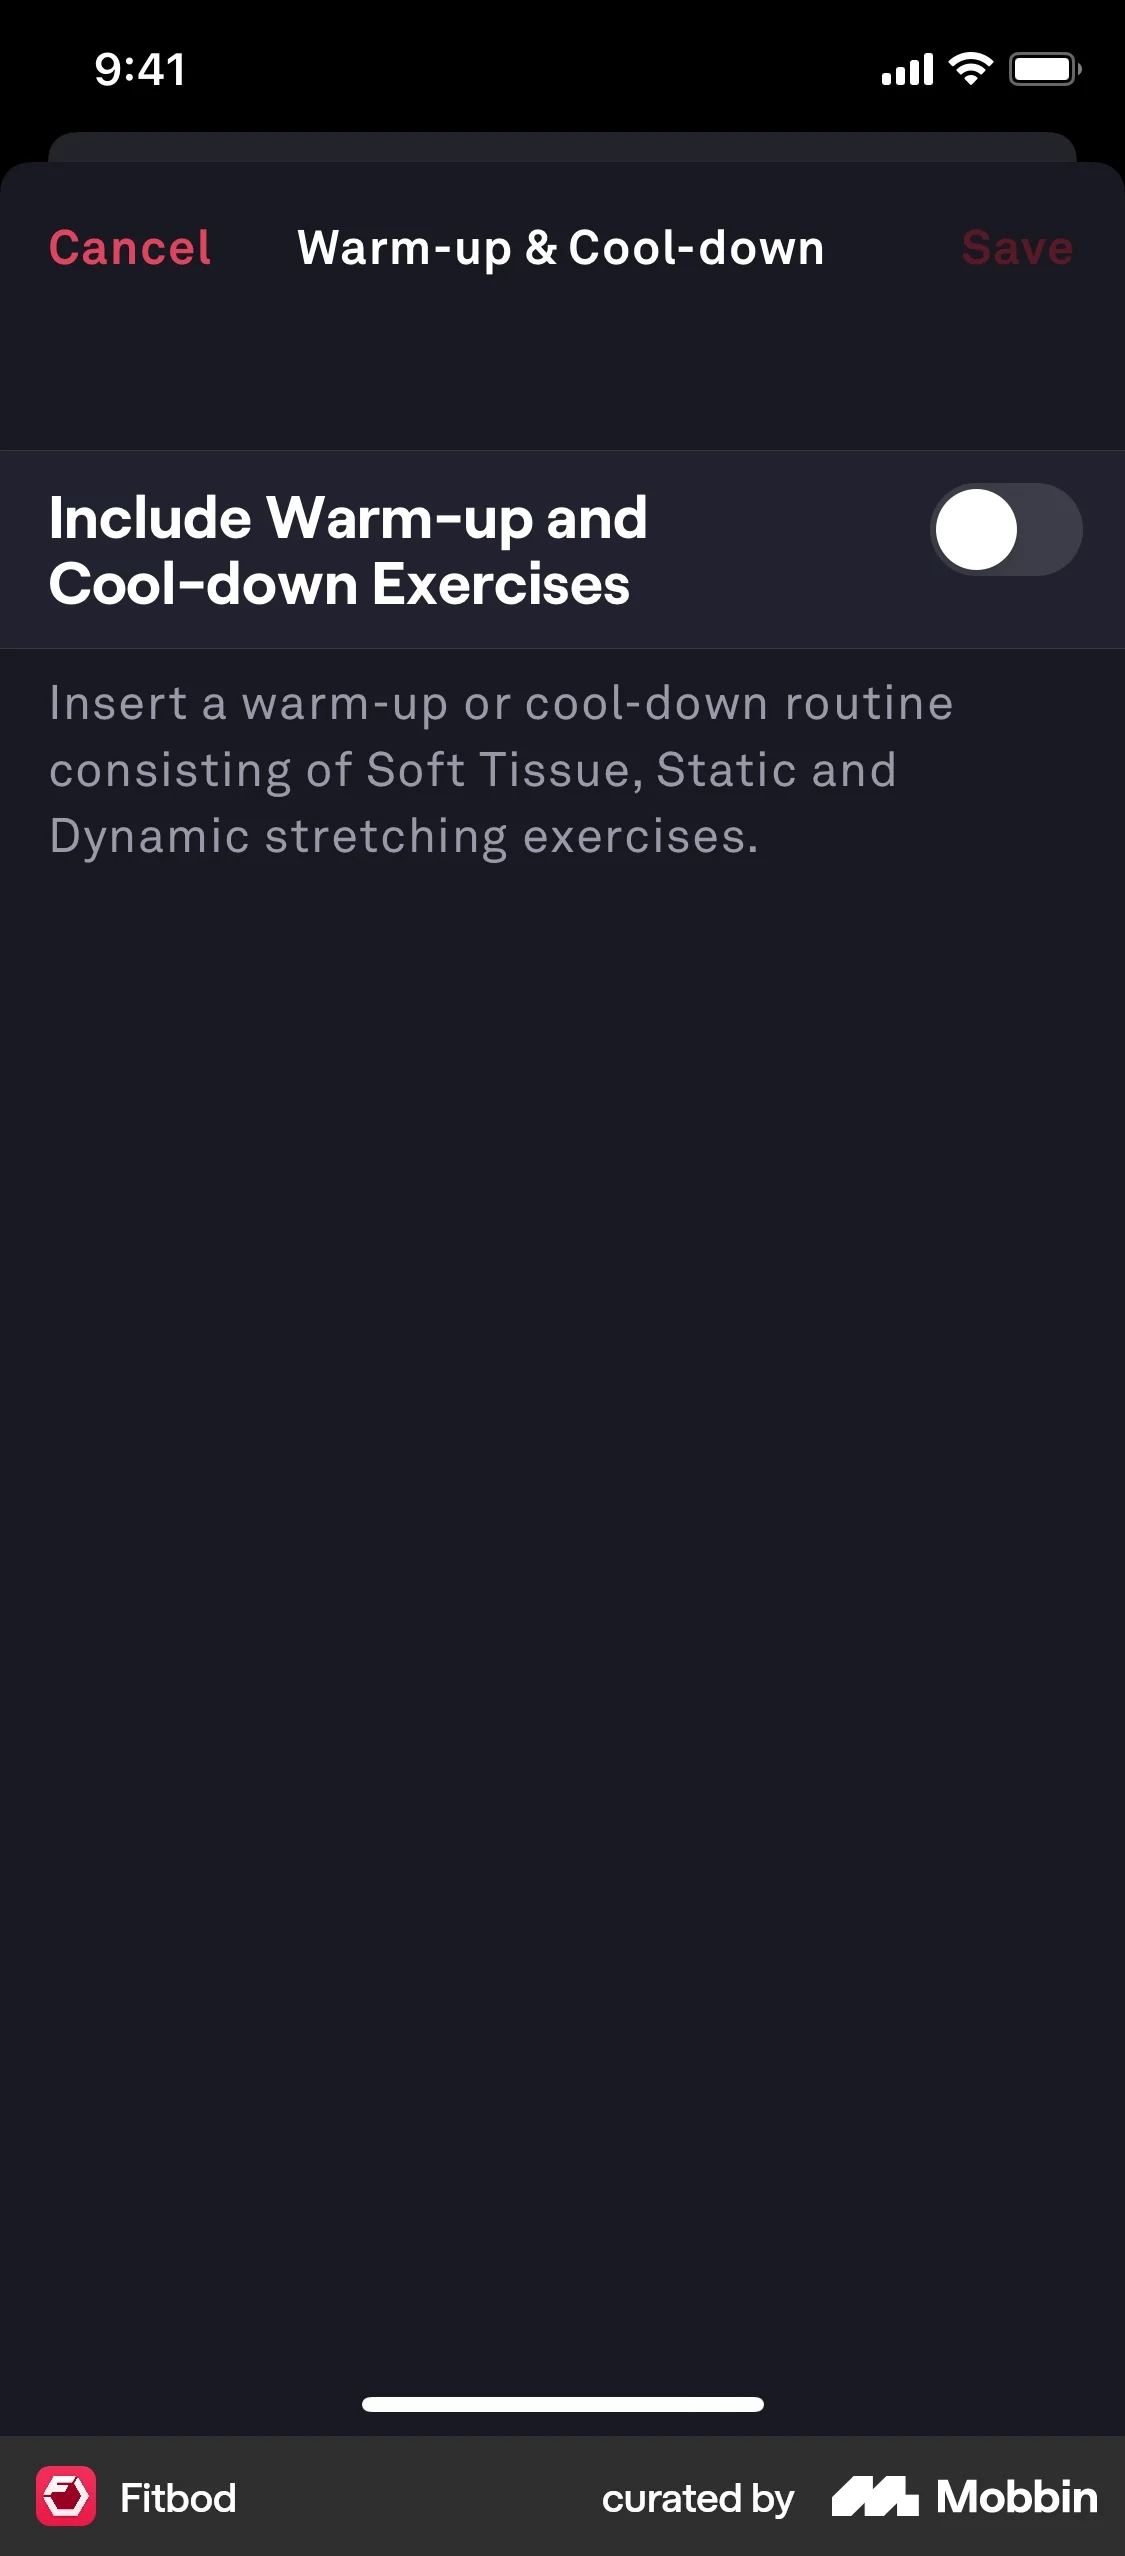 9:41
Cancel Warm-up & Cool-down Save
Include Warm-up and
Cool-down Exercises
Insert a warm-up or cool-down routine
consisting of Soft Tissue, Static and
Dynamic stretching exercises.
Fitbod curated by Mobbin